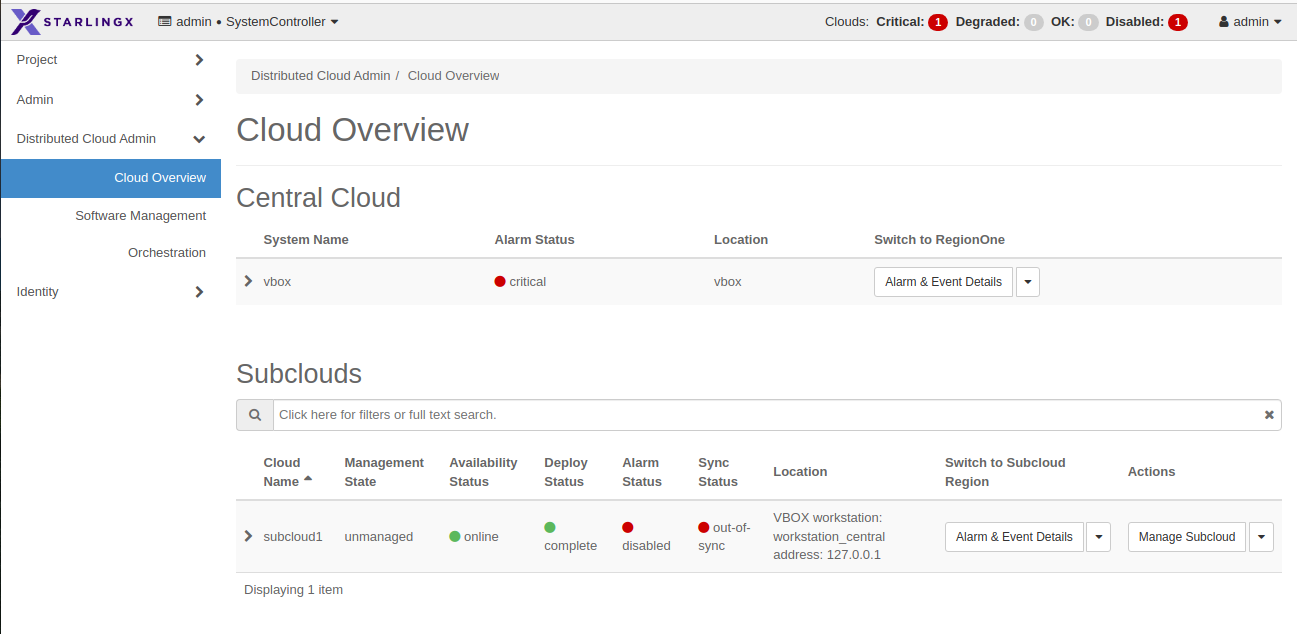 STARLINGX admin • SystemController Clouds: Critical: 1 Degraded: 0 OK: 0 Disabled: 1 admin
Project
Admin
Distributed Cloud Admin
Cloud Overview
Software Management
Orchestration
Identity
Distributed Cloud Admin / Cloud Overview
Cloud Overview
Central Cloud
System Name Alarm Status Location Switch to RegionOne
vbox critical vbox Alarm & Event Details
Subclouds
Click here for filters or full text search.
Cloud Management Availability Deploy Alarm Sync Location Switch to Subcloud Actions
Name State Status Status Status Status Region
subcloud1 unmanaged online complete disabled out-of-
sync
VBOX workstation:
workstation_central
address: 127.0.0.1
Alarm & Event Details Manage Subcloud
Displaying 1 item